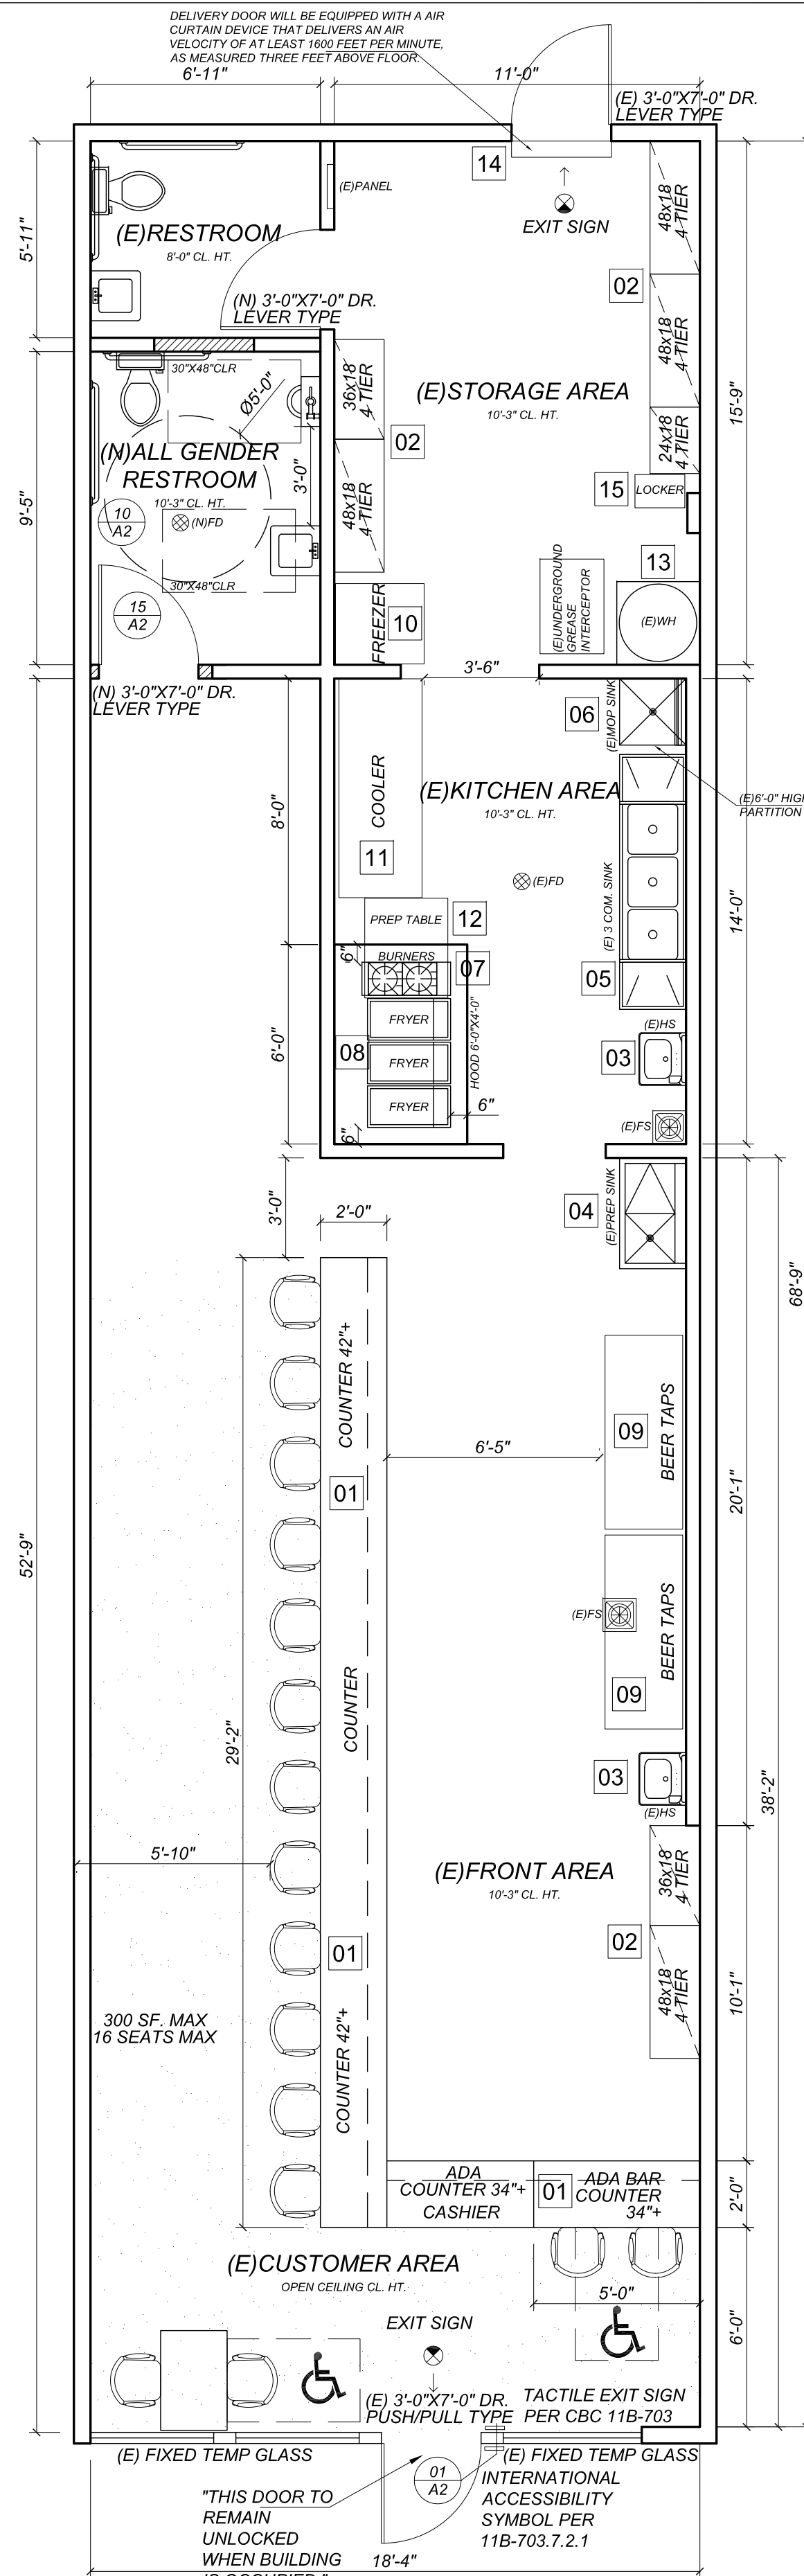 DELIVERY DOOR WILL BE EQUIPPED WITH A AIR
CURTAIN DEVICE THAT DELIVERS AN AIR
VELOCITY OF AT LEAST 1600 FEET PER MINUTE,
AS MEASURED THREE FEET ABOVE FLOOR.
6'-11"
11'-0"
(E) 3'-0"X7'-0" DR.
LEVER TYPE
14
(E)PANEL
EXIT SIGN
48x18
4 TIER
5'-11"
(E)RESTROOM
8'-0" CL. HT.
02
(N) 3'-0"X7'-0" DR.
LEVER TYPE
48x18
4 TIER
30"X48"CLR
Ø5'-0"
36x18
4 TIER
(E)STORAGE AREA
10'-3" CL. HT.
15'-9"
24x18
4 TIER
02
(N)ALL GENDER
RESTROOM
10'-3" CL. HT.
3'-0"
9'-5"
10
A2
(N)FD
48x18
4 TIER
15
LOCKER
13
30"X48"CLR
15
A2
FREEZER
10
(E)UNDERGROUND
GREASE
INTERCEPTOR
(E)WH
3'-6"
(N) 3'-0"X7'-0" DR.
LEVER TYPE
06
(E)MOP SINK
COOLER
(E)KITCHEN AREA
10'-3" CL. HT.
(E)6'-0" HIG
PARTITION
8'-0"
11
(E)FD
(E) 3 COM. SINK
14'-0"
PREP TABLE
12
6"
BURNERS
07
05
FRYER
HOOD 6'-0"X4'-0"
6'-0"
08
FRYER
(E)HS
03
FRYER
6"
6"
(E)FS
3'-0"
2'-0"
04
(E)PREP SINK
68'-9"
COUNTER 42"+
6'-5"
09
BEER TAPS
01
20'-1"
52'-9"
(E)FS
BEER TAPS
COUNTER
09
29'-2"
03
(E)HS
38'-2"
5'-10"
(E)FRONT AREA
10'-3" CL. HT.
36x18
4 TIER
01
02
48x18
4 TIER
10'-1"
300 SF. MAX
16 SEATS MAX
COUNTER 42"+
ADA
COUNTER 34"+
CASHIER
01
ADA BAR
COUNTER
34"+
2'-0"
(E)CUSTOMER AREA
OPEN CEILING CL. HT.
5'-0"
6'-0"
EXIT SIGN
(E) 3'-0"X7'-0" DR.
PUSH/PULL TYPE
TACTILE EXIT SIGN
PER CBC 11B-703
(E) FIXED TEMP GLASS
(E) FIXED TEMP GLASS
01
A2
INTERNATIONAL
ACCESSIBILITY
SYMBOL PER
11B-703.7.2.1
"THIS DOOR TO
REMAIN
UNLOCKED
WHEN BUILDING
IS OCCUPIED."
18'-4"